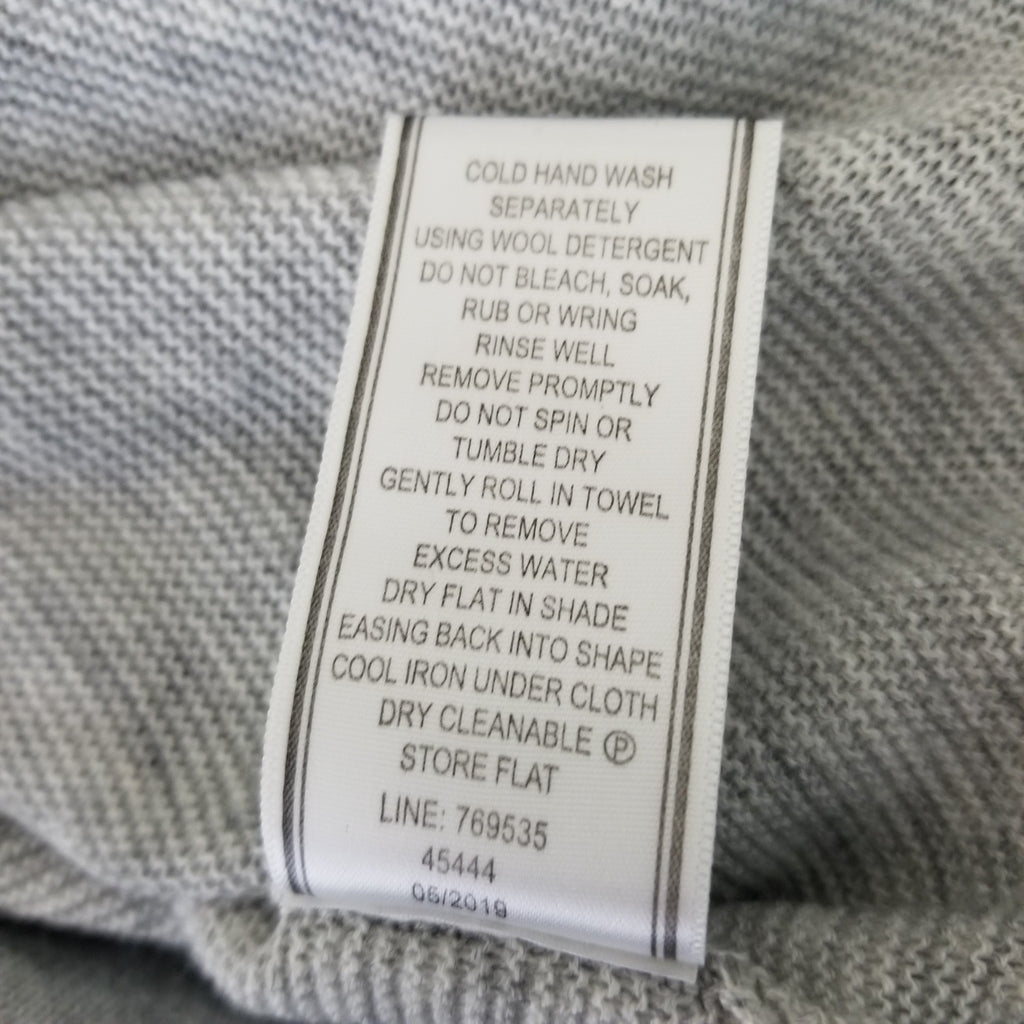 COLD HAND WASH
SEPARATELY
USING WOOL DETERGENT
DO NOT BLEACH, SOAK,
RUB OR WRING
RINSE WELL
REMOVE PROMPTLY
DO NOT SPIN OR
TUMBLE DRY
GENTLY ROLL IN TOWEL
TO REMOVE
EXCESS WATER
DRY FLAT IN SHADE
EASING BACK INTO SHAPE
COOL IRON UNDER CLOTH
DRY CLEANABLE Ⓟ
STORE FLAT
LINE: 769535
45444
05/2019